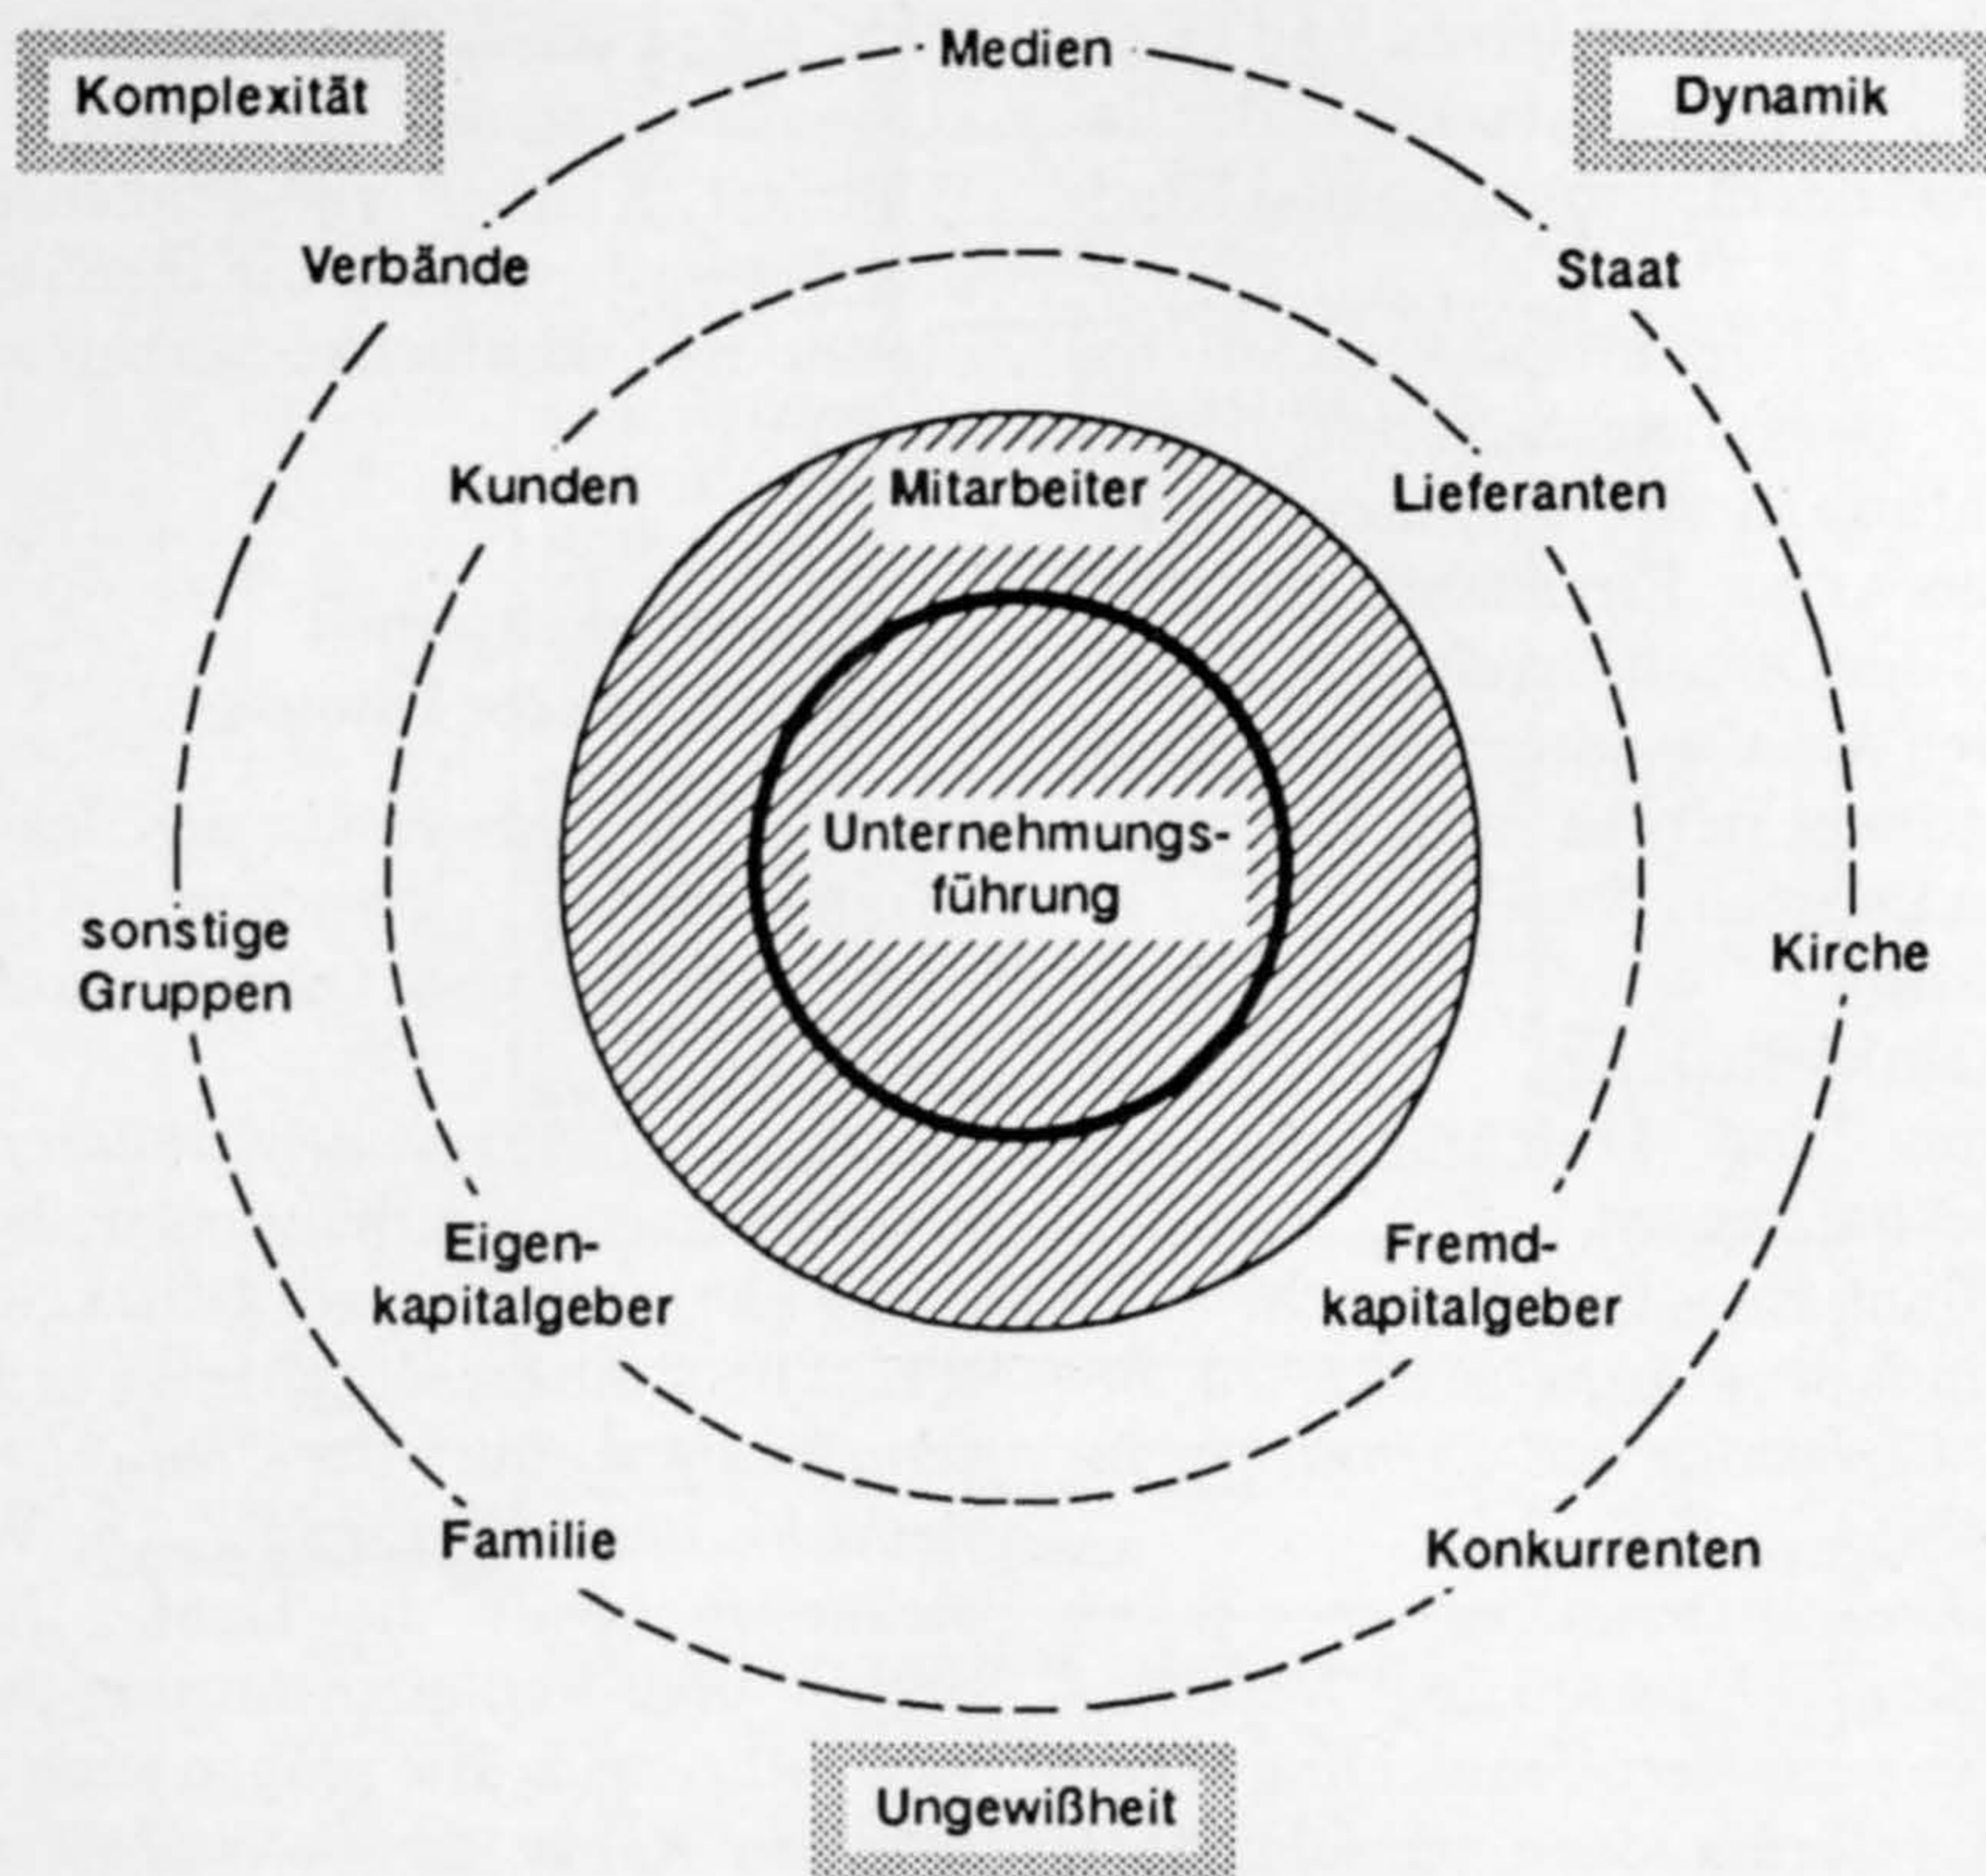 Medien
Komplexität
Dynamik
Verbände
Staat
Kunden
Mitarbeiter
Lieferanten
Unternehmungs-
führung
sonstige
Gruppen
Kirche
Eigen-
kapitalgeber
Fremd-
kapitalgeber
Familie
Konkurrenten
Ungewißheit